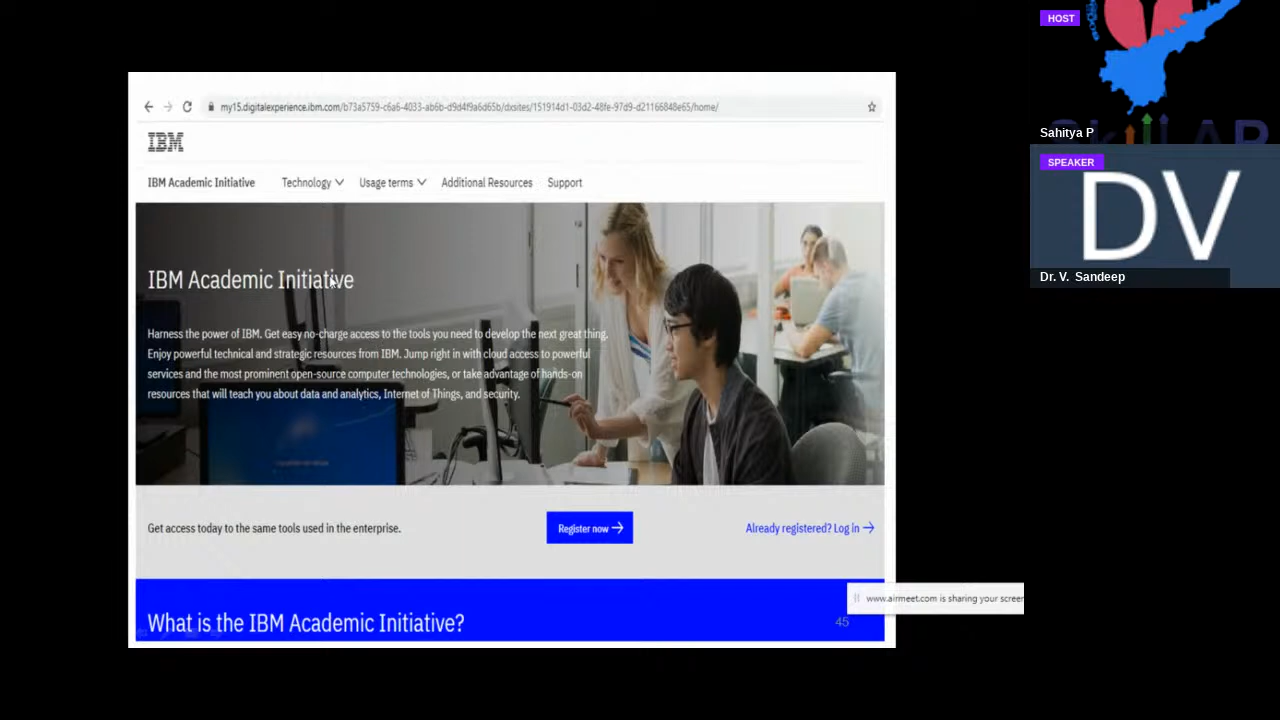 my15.digitalexperience.ibm.com/b73a5759-c6a6-4033-ab6b-d9d4f9a6d65b/dxsites/151914d1-03d2-48fe-97d9-d21166848e65/home/
IBM
IBM Academic Initiative Technology Usage terms Additional Resources Support
IBM Academic Initiative
Harness the power of IBM. Get easy no-charge access to the tools you need to develop the next great thing.
Enjoy powerful technical and strategic resources from IBM. Jump right in with cloud access to powerful
services and the most prominent open-source computer technologies, or take advantage of hands-on
resources that will teach you about data and analytics, Internet of Things, and security.
Get access today to the same tools used in the enterprise.
Register now
Already registered? Log in
www.airmeet.com is sharing your screen
What is the IBM Academic Initiative?
45
HOST
Sahitya P
SPEAKER
DV
Dr. V. Sandeep